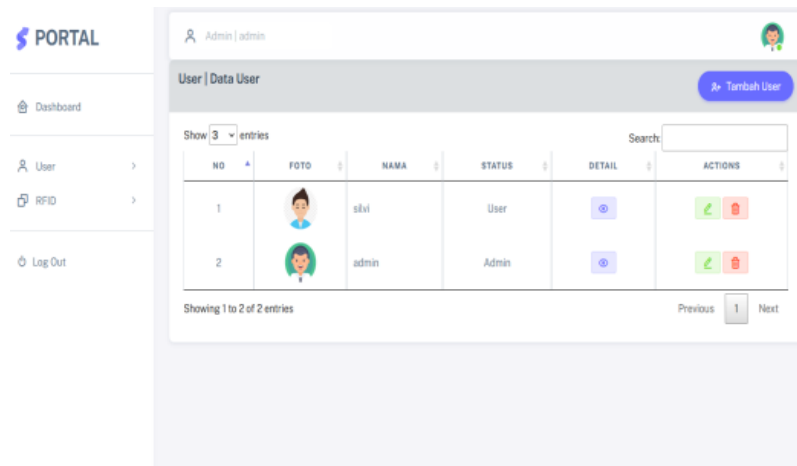 PORTAL
Dashboard
User
RFID
Log Out
Admin | admin
User | Data User
Tambah User
Show 3 entries
Search:
NO FOTO NAMA STATUS DETAIL ACTIONS
1 silvi User
2 admin Admin
Showing 1 to 2 of 2 entries
Previous 1 Next